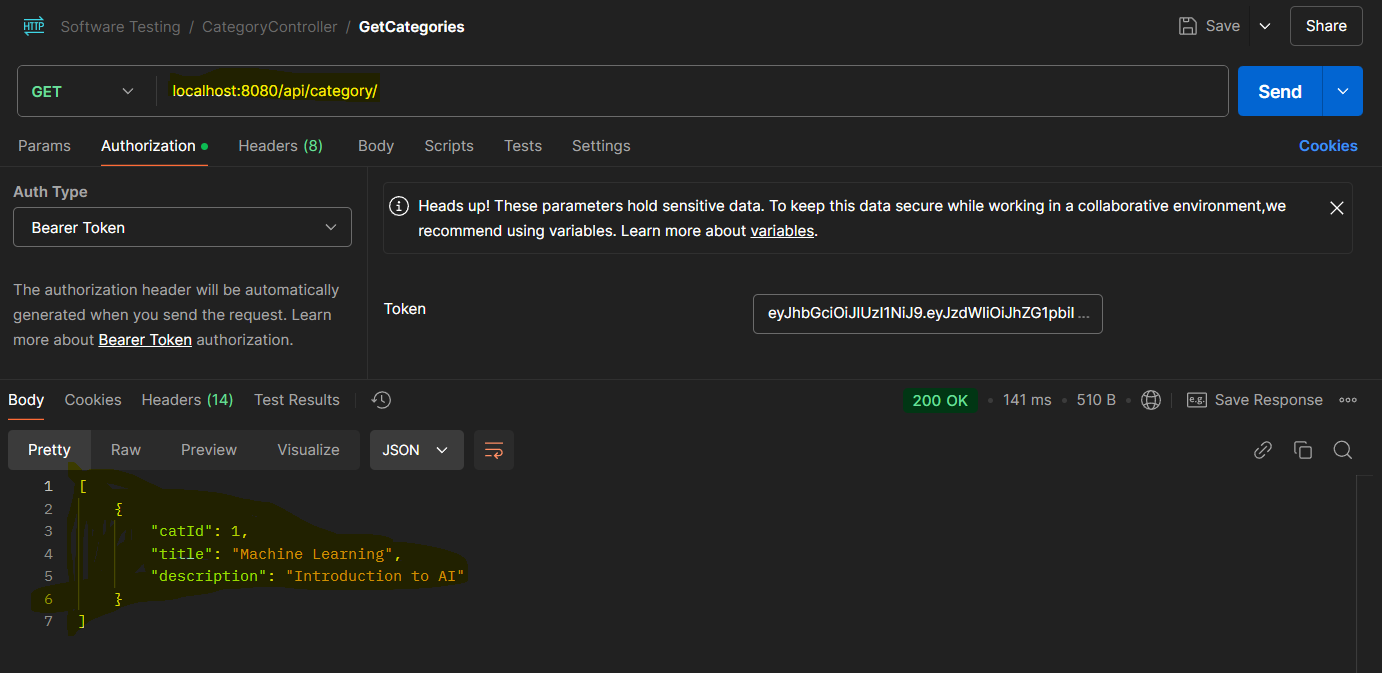 HTTP Software Testing / CategoryController / GetCategories Save Share
GET localhost:8080/api/category/ Send
Params Authorization Headers (8) Body Scripts Tests Settings Cookies
Auth Type
Bearer Token
The authorization header will be automatically
generated when you send the request. Learn
more about Bearer Token authorization.
Heads up! These parameters hold sensitive data. To keep this data secure while working in a collaborative environment,we
recommend using variables. Learn more about variables.
Token eyJhbGciOiJIUzI1NiJ9.eyJzdWIiOiJhZG1pbiI ...
Body Cookies Headers (14) Test Results 200 OK • 141 ms • 510 B • e.g. Save Response
Pretty Raw Preview Visualize JSON
1 [
2 {
3 "catId": 1,
4 "title": "Machine Learning",
5 "description": "Introduction to AI"
6 }
7 ]